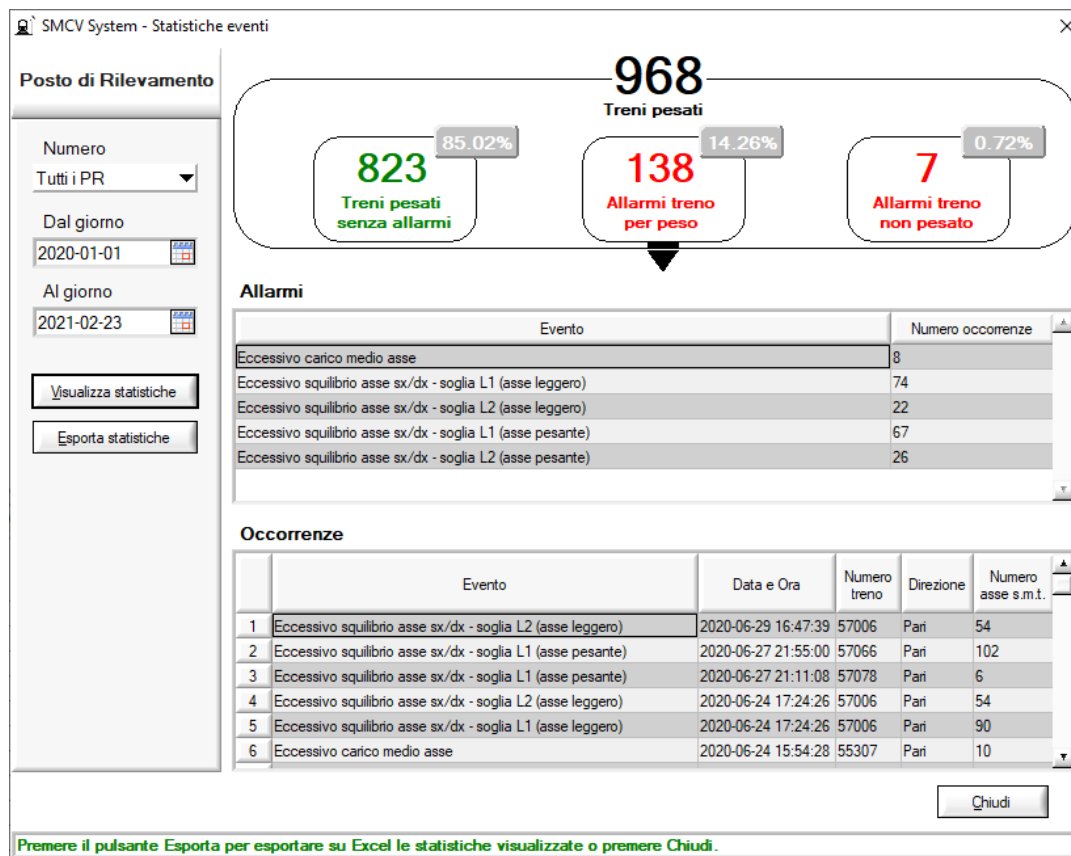 SMCV System - Statistiche eventi
Posto di Rilevamento
Numero
Tutti i PR
Dal giorno
2020-01-01
Al giorno
2021-02-23
Visualizza statistiche
Esporta statistiche
968
Treni pesati
85.02%
823
Treni pesati
senza allarmi
14.26%
138
Allarmi treno
per peso
0.72%
7
Allarmi treno
non pesato
Allarmi
Evento Numero occorrenze
Eccessivo carico medio asse 8
Eccessivo squilibrio asse sx/dx - soglia L1 (asse leggero) 74
Eccessivo squilibrio asse sx/dx - soglia L2 (asse leggero) 22
Eccessivo squilibrio asse sx/dx - soglia L1 (asse pesante) 67
Eccessivo squilibrio asse sx/dx - soglia L2 (asse pesante) 26
Occorrenze
Evento Data e Ora Numero treno Direzione Numero asse s.m.t.
1 Eccessivo squilibrio asse sx/dx - soglia L2 (asse leggero) 2020-06-29 16:47:39 57006 Pari 54
2 Eccessivo squilibrio asse sx/dx - soglia L1 (asse pesante) 2020-06-27 21:55:00 57066 Pari 102
3 Eccessivo squilibrio asse sx/dx - soglia L1 (asse pesante) 2020-06-27 21:11:08 57078 Pari 6
4 Eccessivo squilibrio asse sx/dx - soglia L2 (asse leggero) 2020-06-24 17:24:26 57006 Pari 54
5 Eccessivo squilibrio asse sx/dx - soglia L1 (asse leggero) 2020-06-24 17:24:26 57006 Pari 90
6 Eccessivo carico medio asse 2020-06-24 15:54:28 55307 Pari 10
Chiudi
Premere il pulsante Esporta per esportare su Excel le statistiche visualizzate o premere Chiudi.